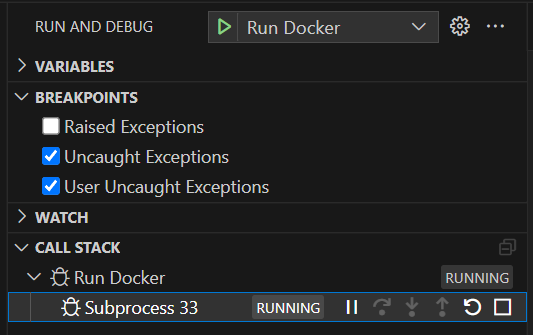 RUN AND DEBUG Run Docker
VARIABLES
BREAKPOINTS
Raised Exceptions
Uncaught Exceptions
User Uncaught Exceptions
WATCH
CALL STACK
Run Docker RUNNING
Subprocess 33 RUNNING